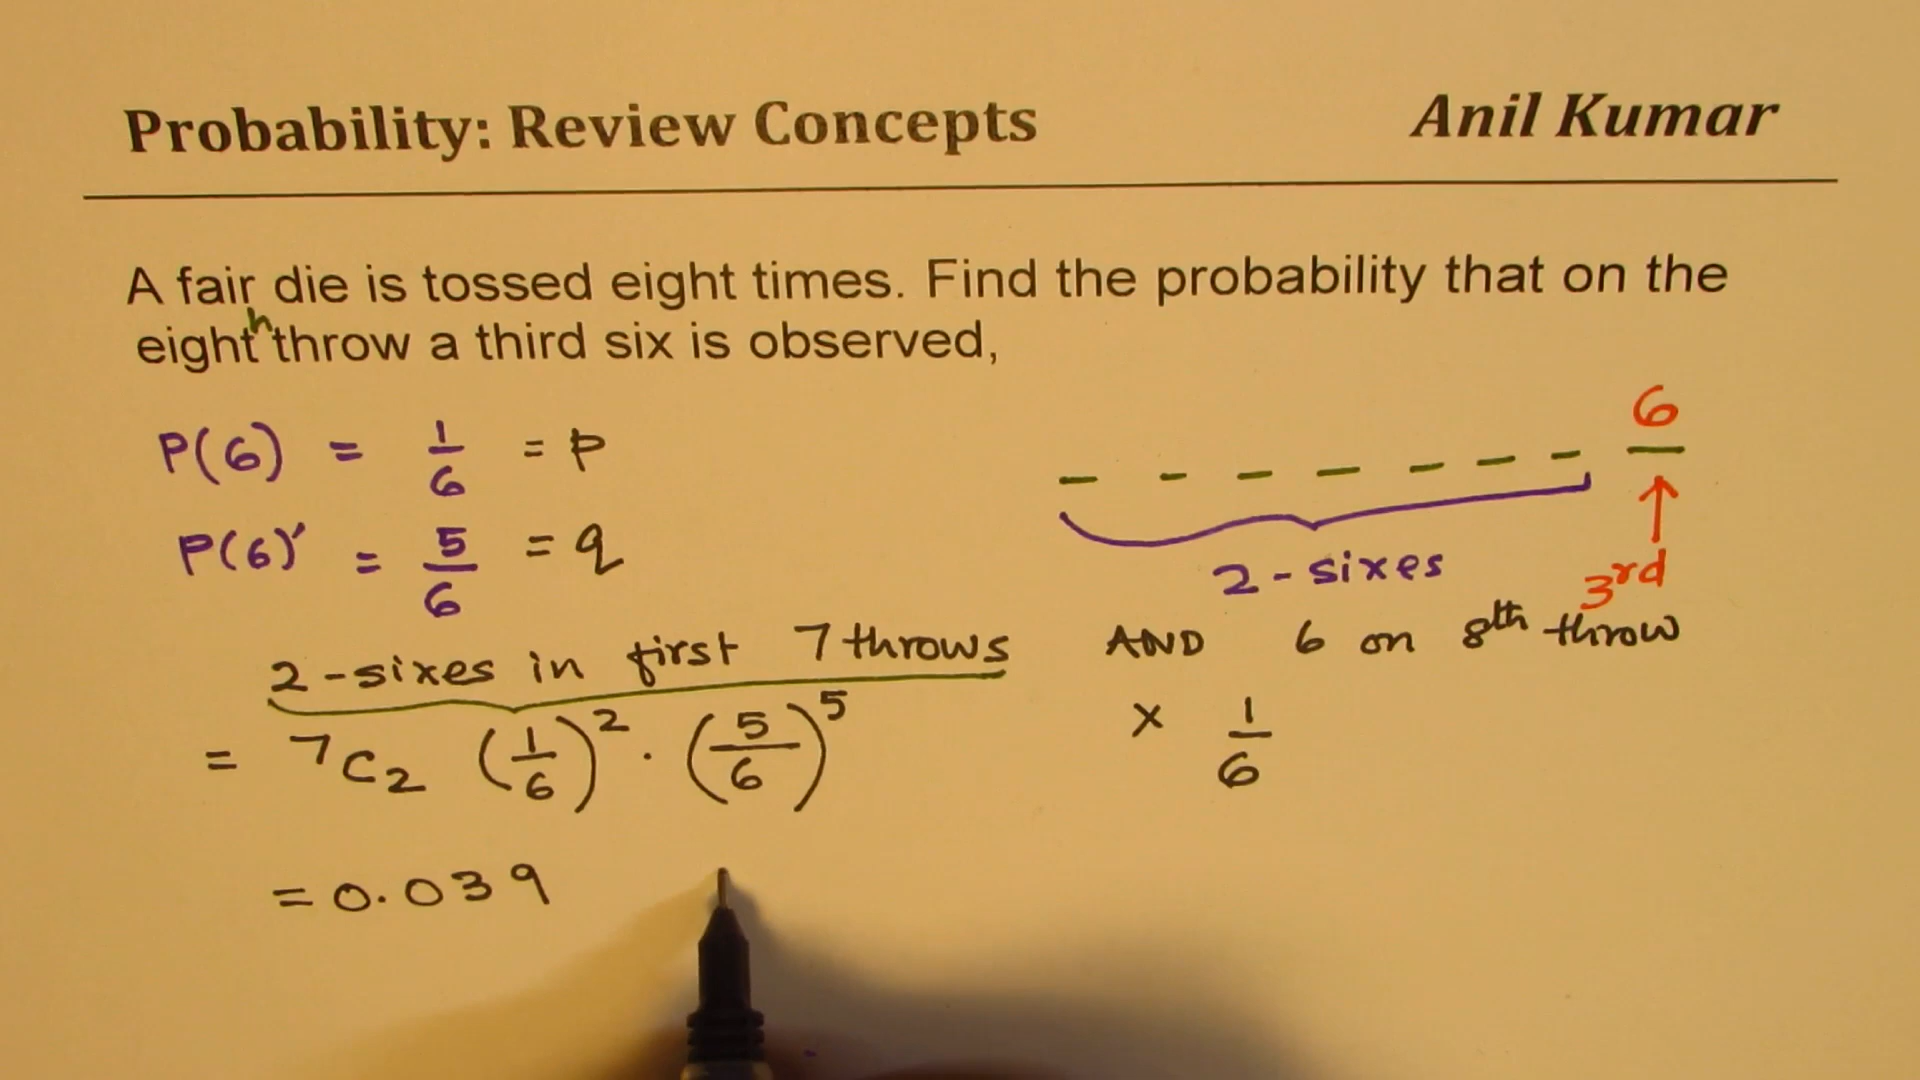 Probability: Review Concepts Anil Kumar
A fair die is tossed eight times. Find the probability that on the
eighth throw a third six is observed,
P(6) = 1/6 = p
6
P(6)' = 5/6 = q
2-sixes
3rd
2-sixes in first 7 throws AND 6 on 8th throw
= ⁷C₂ (1/6)² · (5/6)⁵ × 1/6
= 0.039